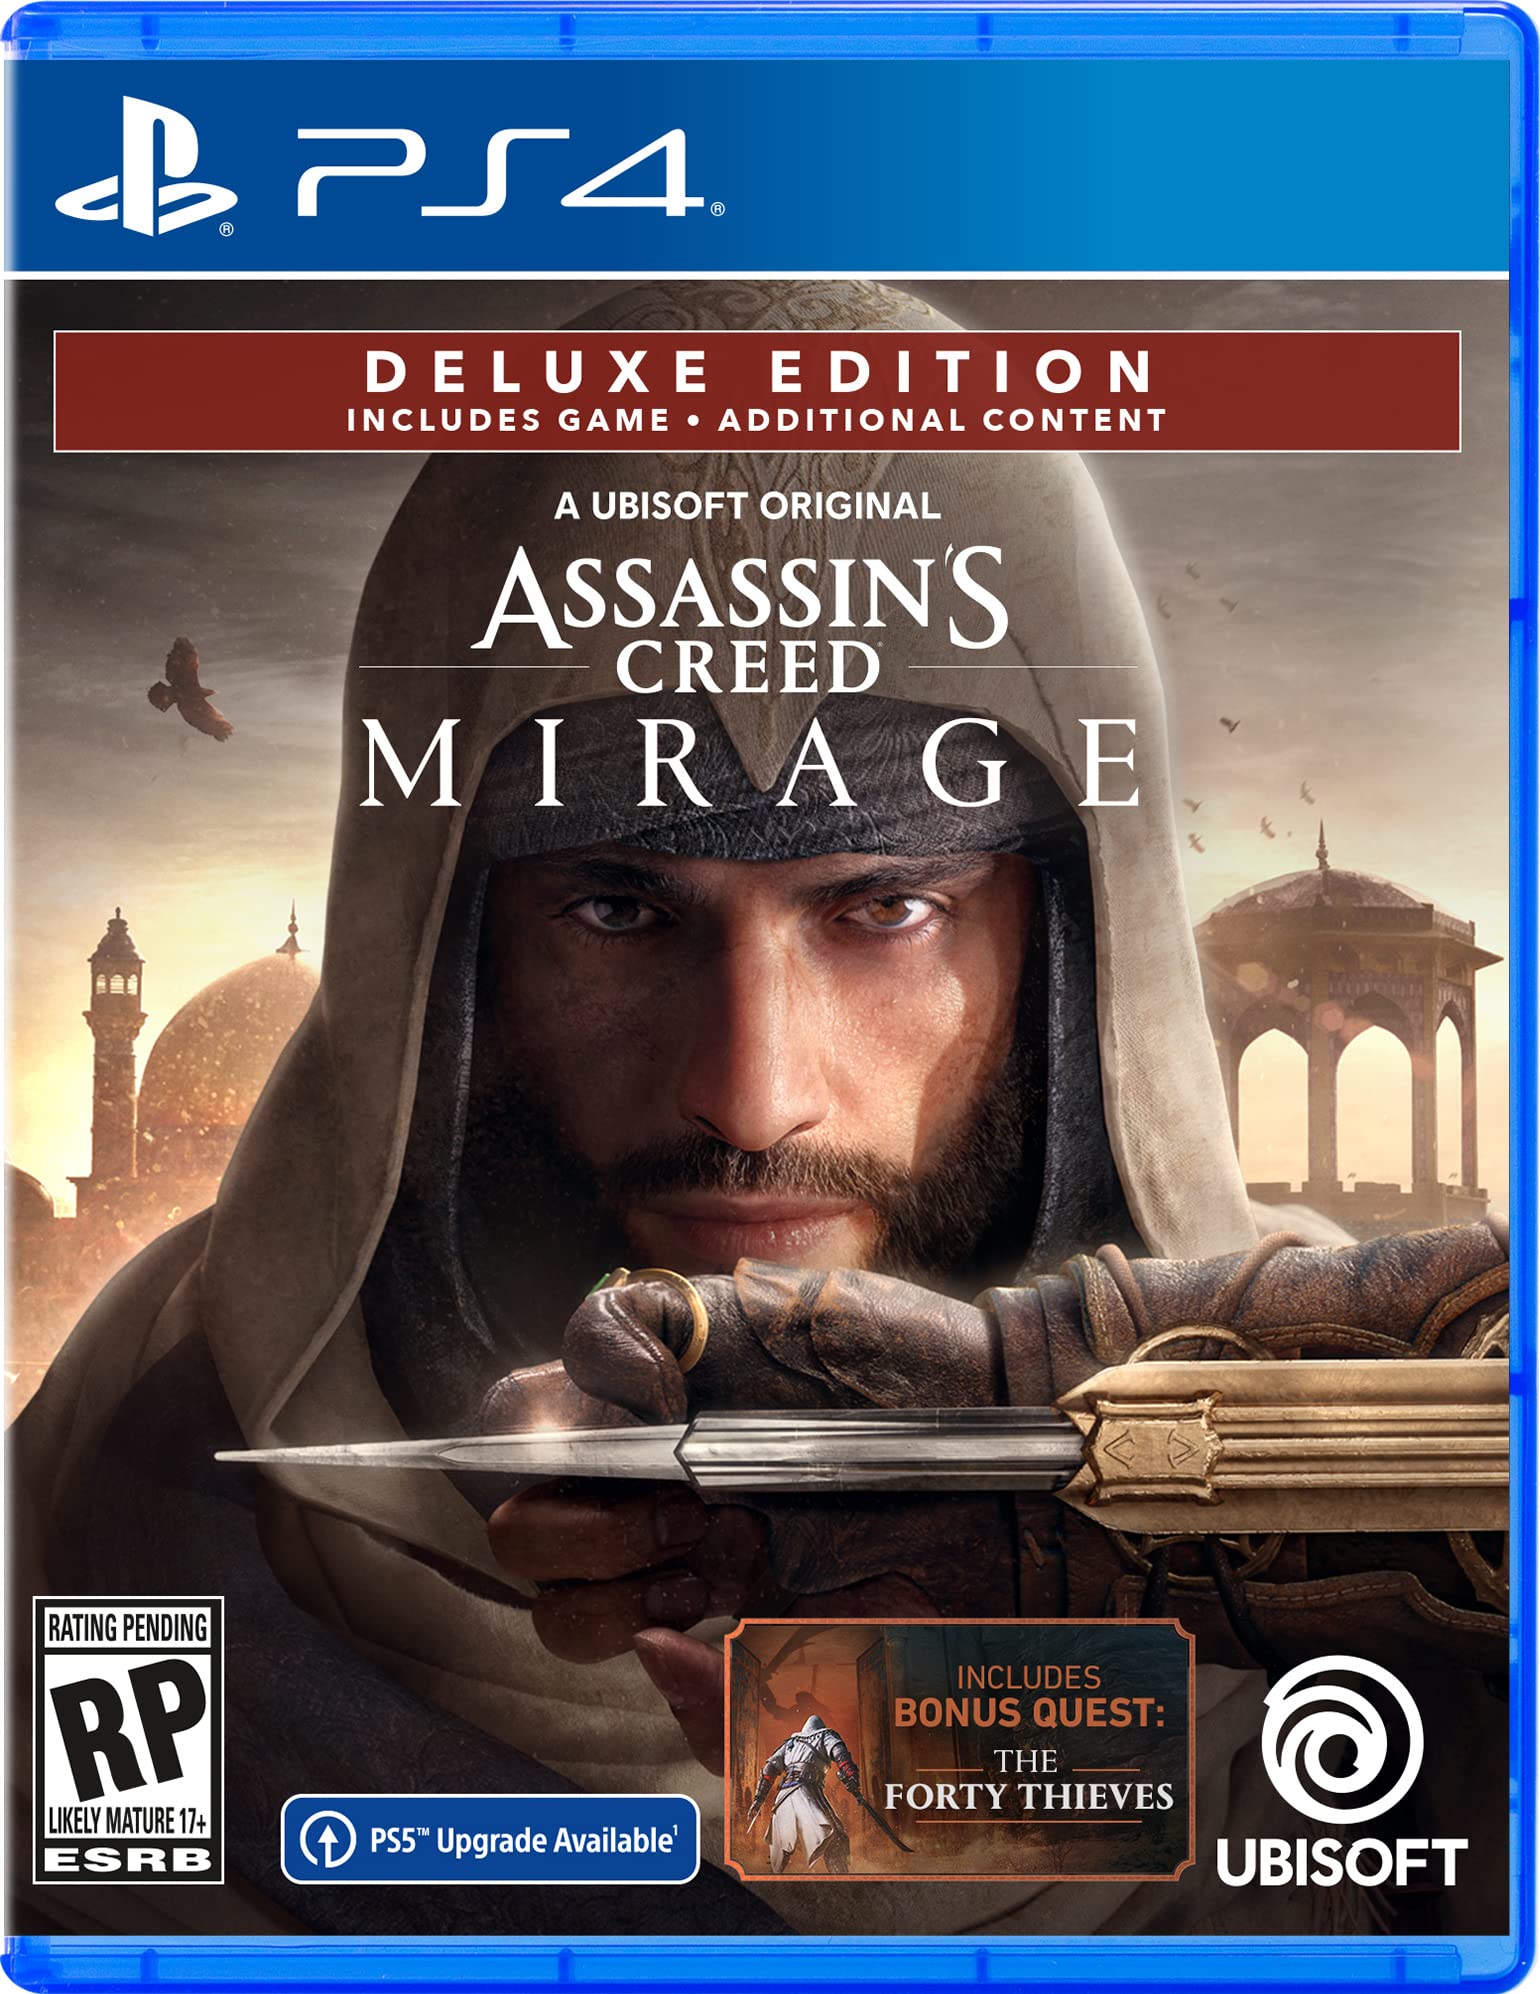 PS4®
DELUXE EDITION
INCLUDES GAME • ADDITIONAL CONTENT
A UBISOFT ORIGINAL
ASSASSIN'S
CREED®
MIRAGE
RATING PENDING
RP
LIKELY MATURE 17+
ESRB
PS5™ Upgrade Available¹
INCLUDES
BONUS QUEST:
THE
FORTY THIEVES
UBISOFT